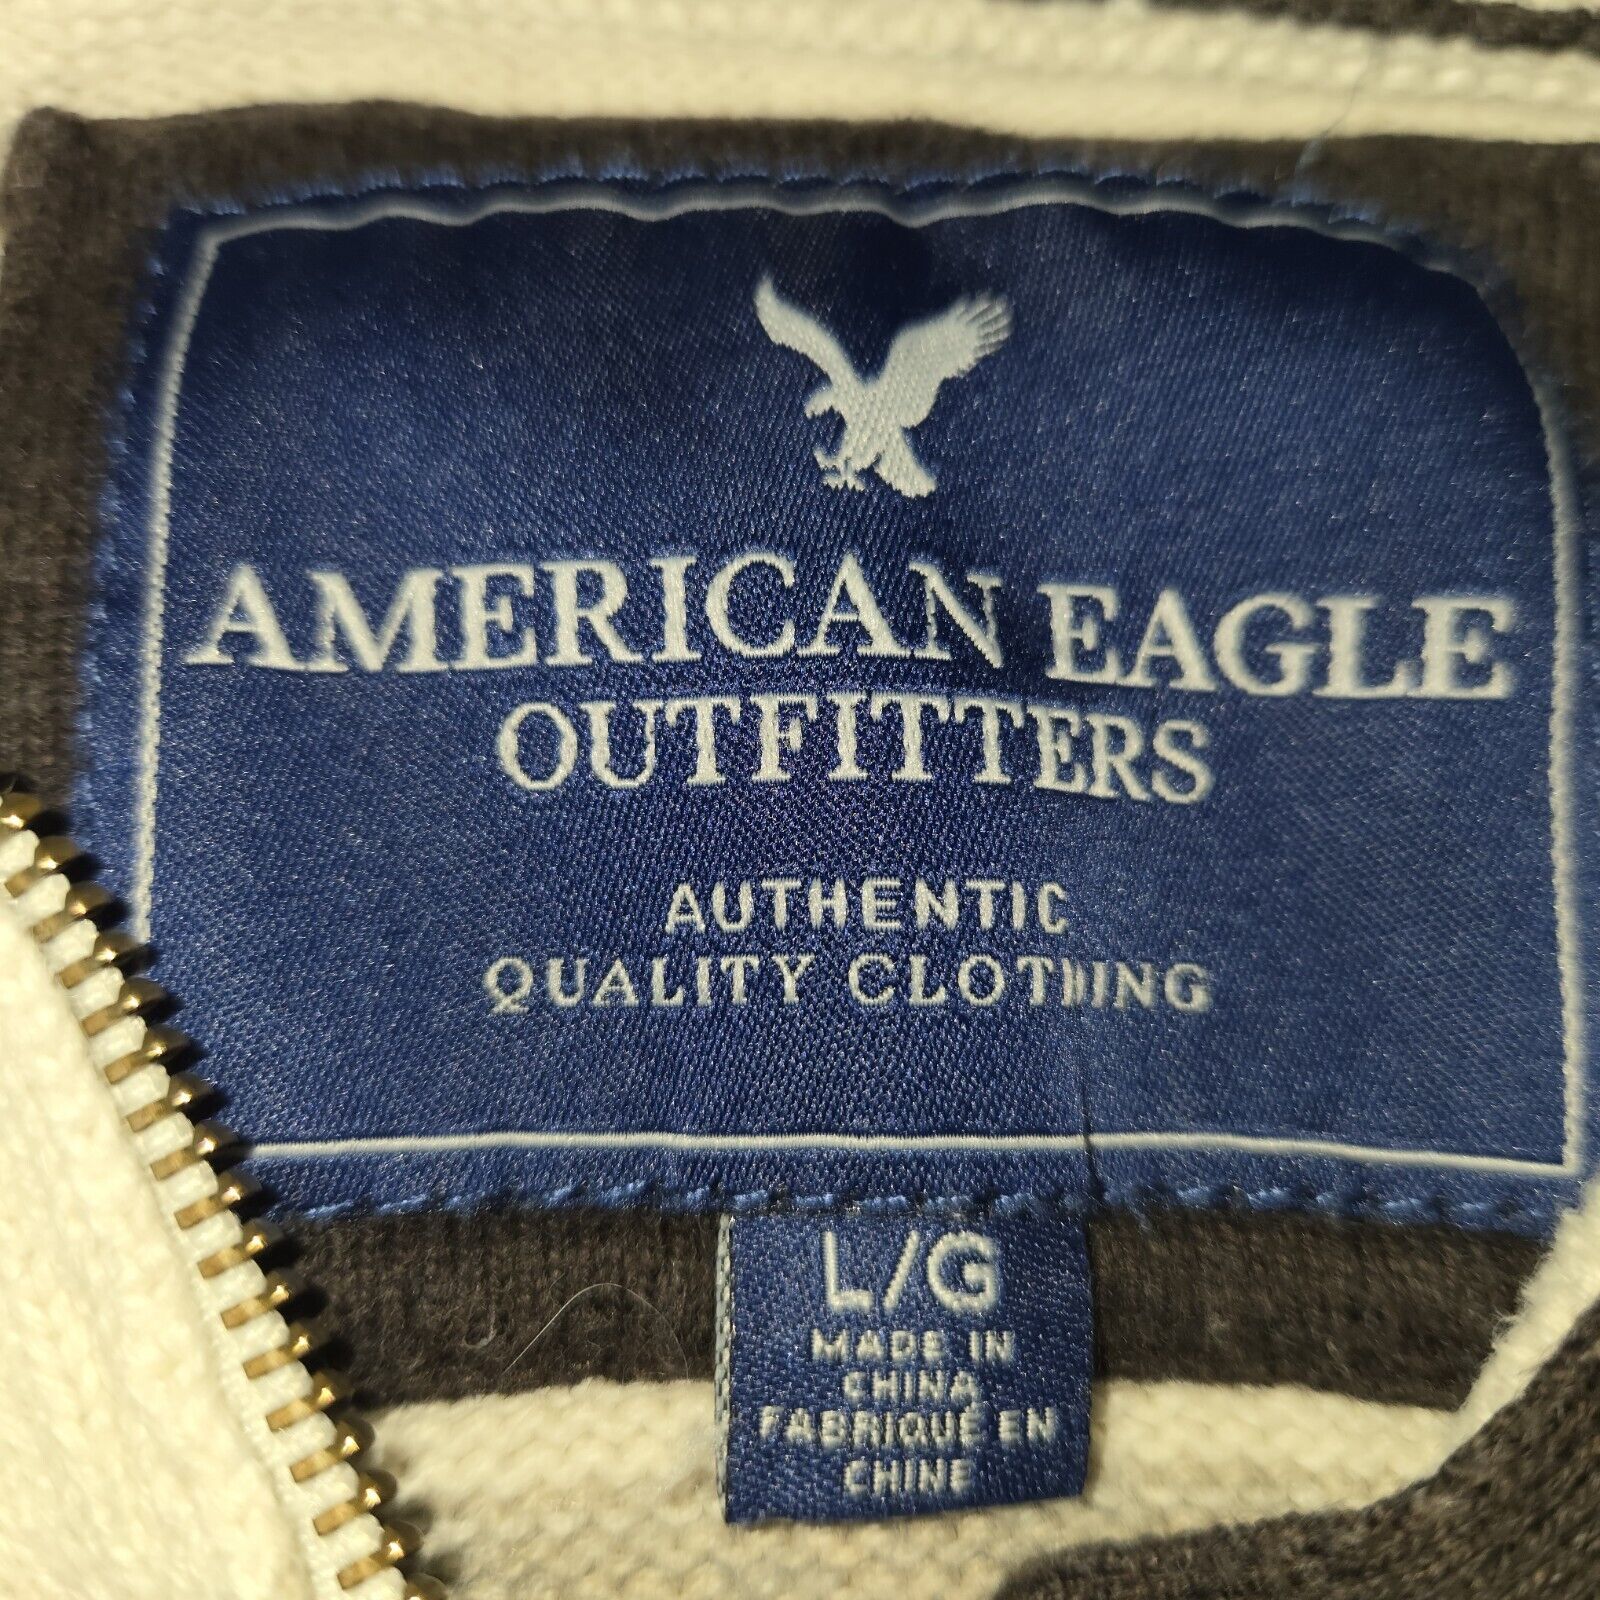 AMERICAN EAGLE
OUTFITTERS
AUTHENTIC
QUALITY CLOTHING
L/G
MADE IN
CHINA
FABRIQUÉ EN
CHINE